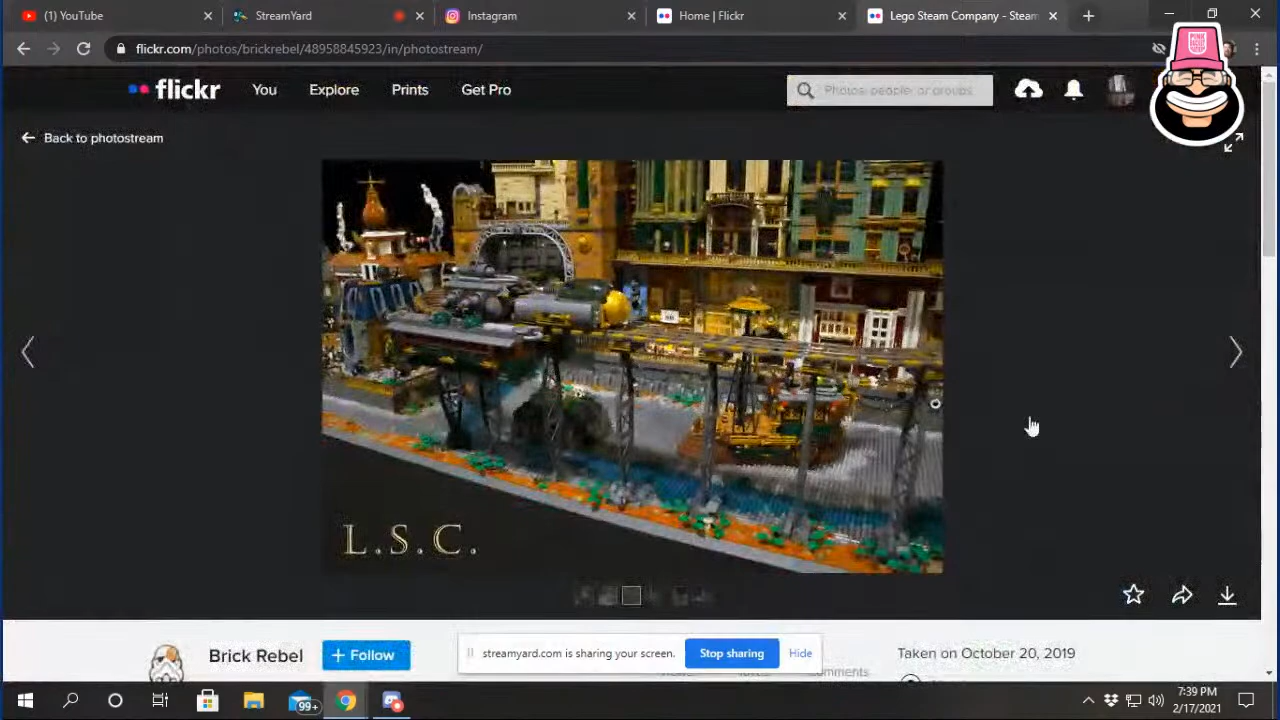 (1) YouTube
StreamYard
Instagram
Home | Flickr
Lego Steam Company - Steam
flickr.com/photos/brickrebel/48958845923/in/photostream/
flickr
You
Explore
Prints
Get Pro
Photos, people, or groups
Back to photostream
L.S.C.
Brick Rebel
+ Follow
streamyard.com is sharing your screen.
Stop sharing
Hide
Taken on October 20, 2019
comments
99+
7:39 PM
2/17/2021